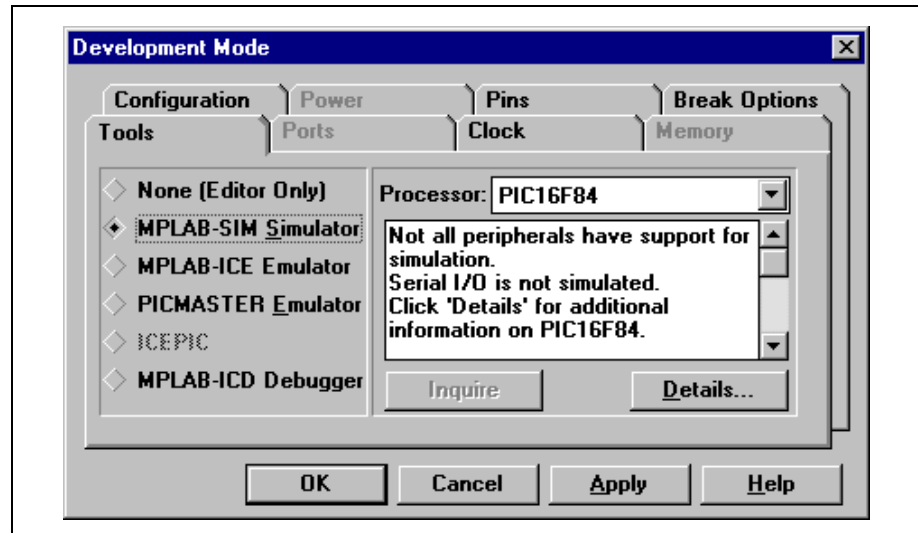 Development Mode
Configuration
Power
Pins
Break Options
Tools
Ports
Clock
Memory
None (Editor Only)
MPLAB-SIM Simulator
MPLAB-ICE Emulator
PICMASTER Emulator
ICEPIC
MPLAB-ICD Debugger
Processor: PIC16F84
Not all peripherals have support for
simulation.
Serial I/O is not simulated.
Click 'Details' for additional
information on PIC16F84.
Inquire
Details...
OK
Cancel
Apply
Help